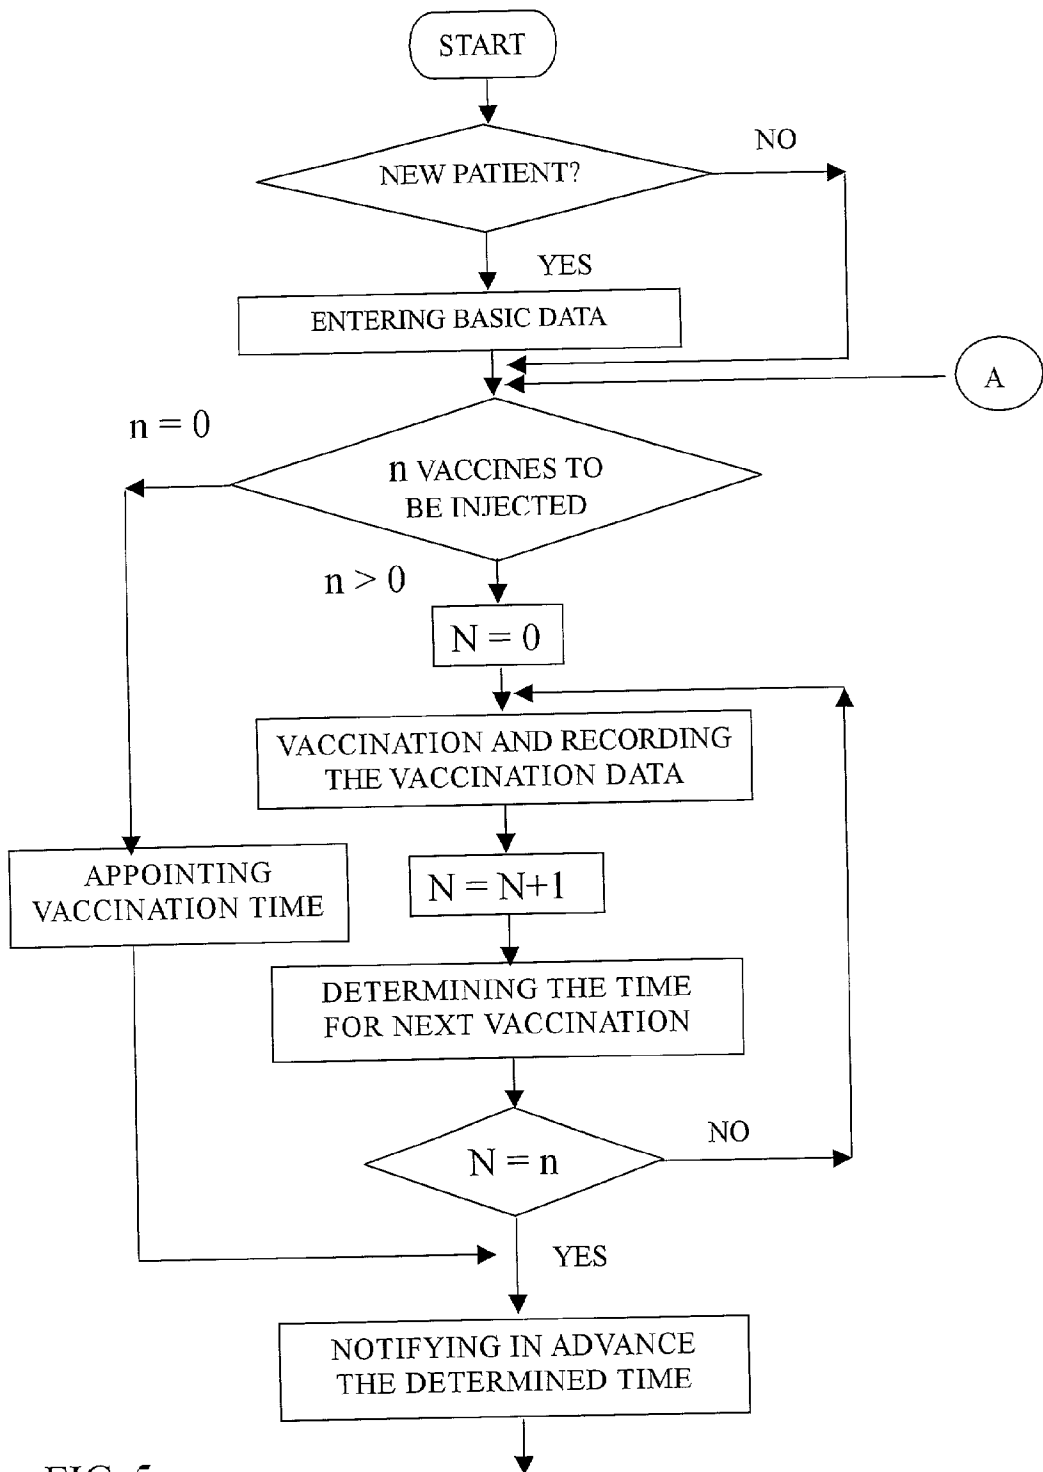 START
NEW PATIENT?
NO
YES
ENTERING BASIC DATA
A
n = 0
n VACCINES TO
BE INJECTED
n > 0
N = 0
VACCINATION AND RECORDING
THE VACCINATION DATA
APPOINTING
VACCINATION TIME
N = N+1
DETERMINING THE TIME
FOR NEXT VACCINATION
N = n
NO
YES
NOTIFYING IN ADVANCE
THE DETERMINED TIME